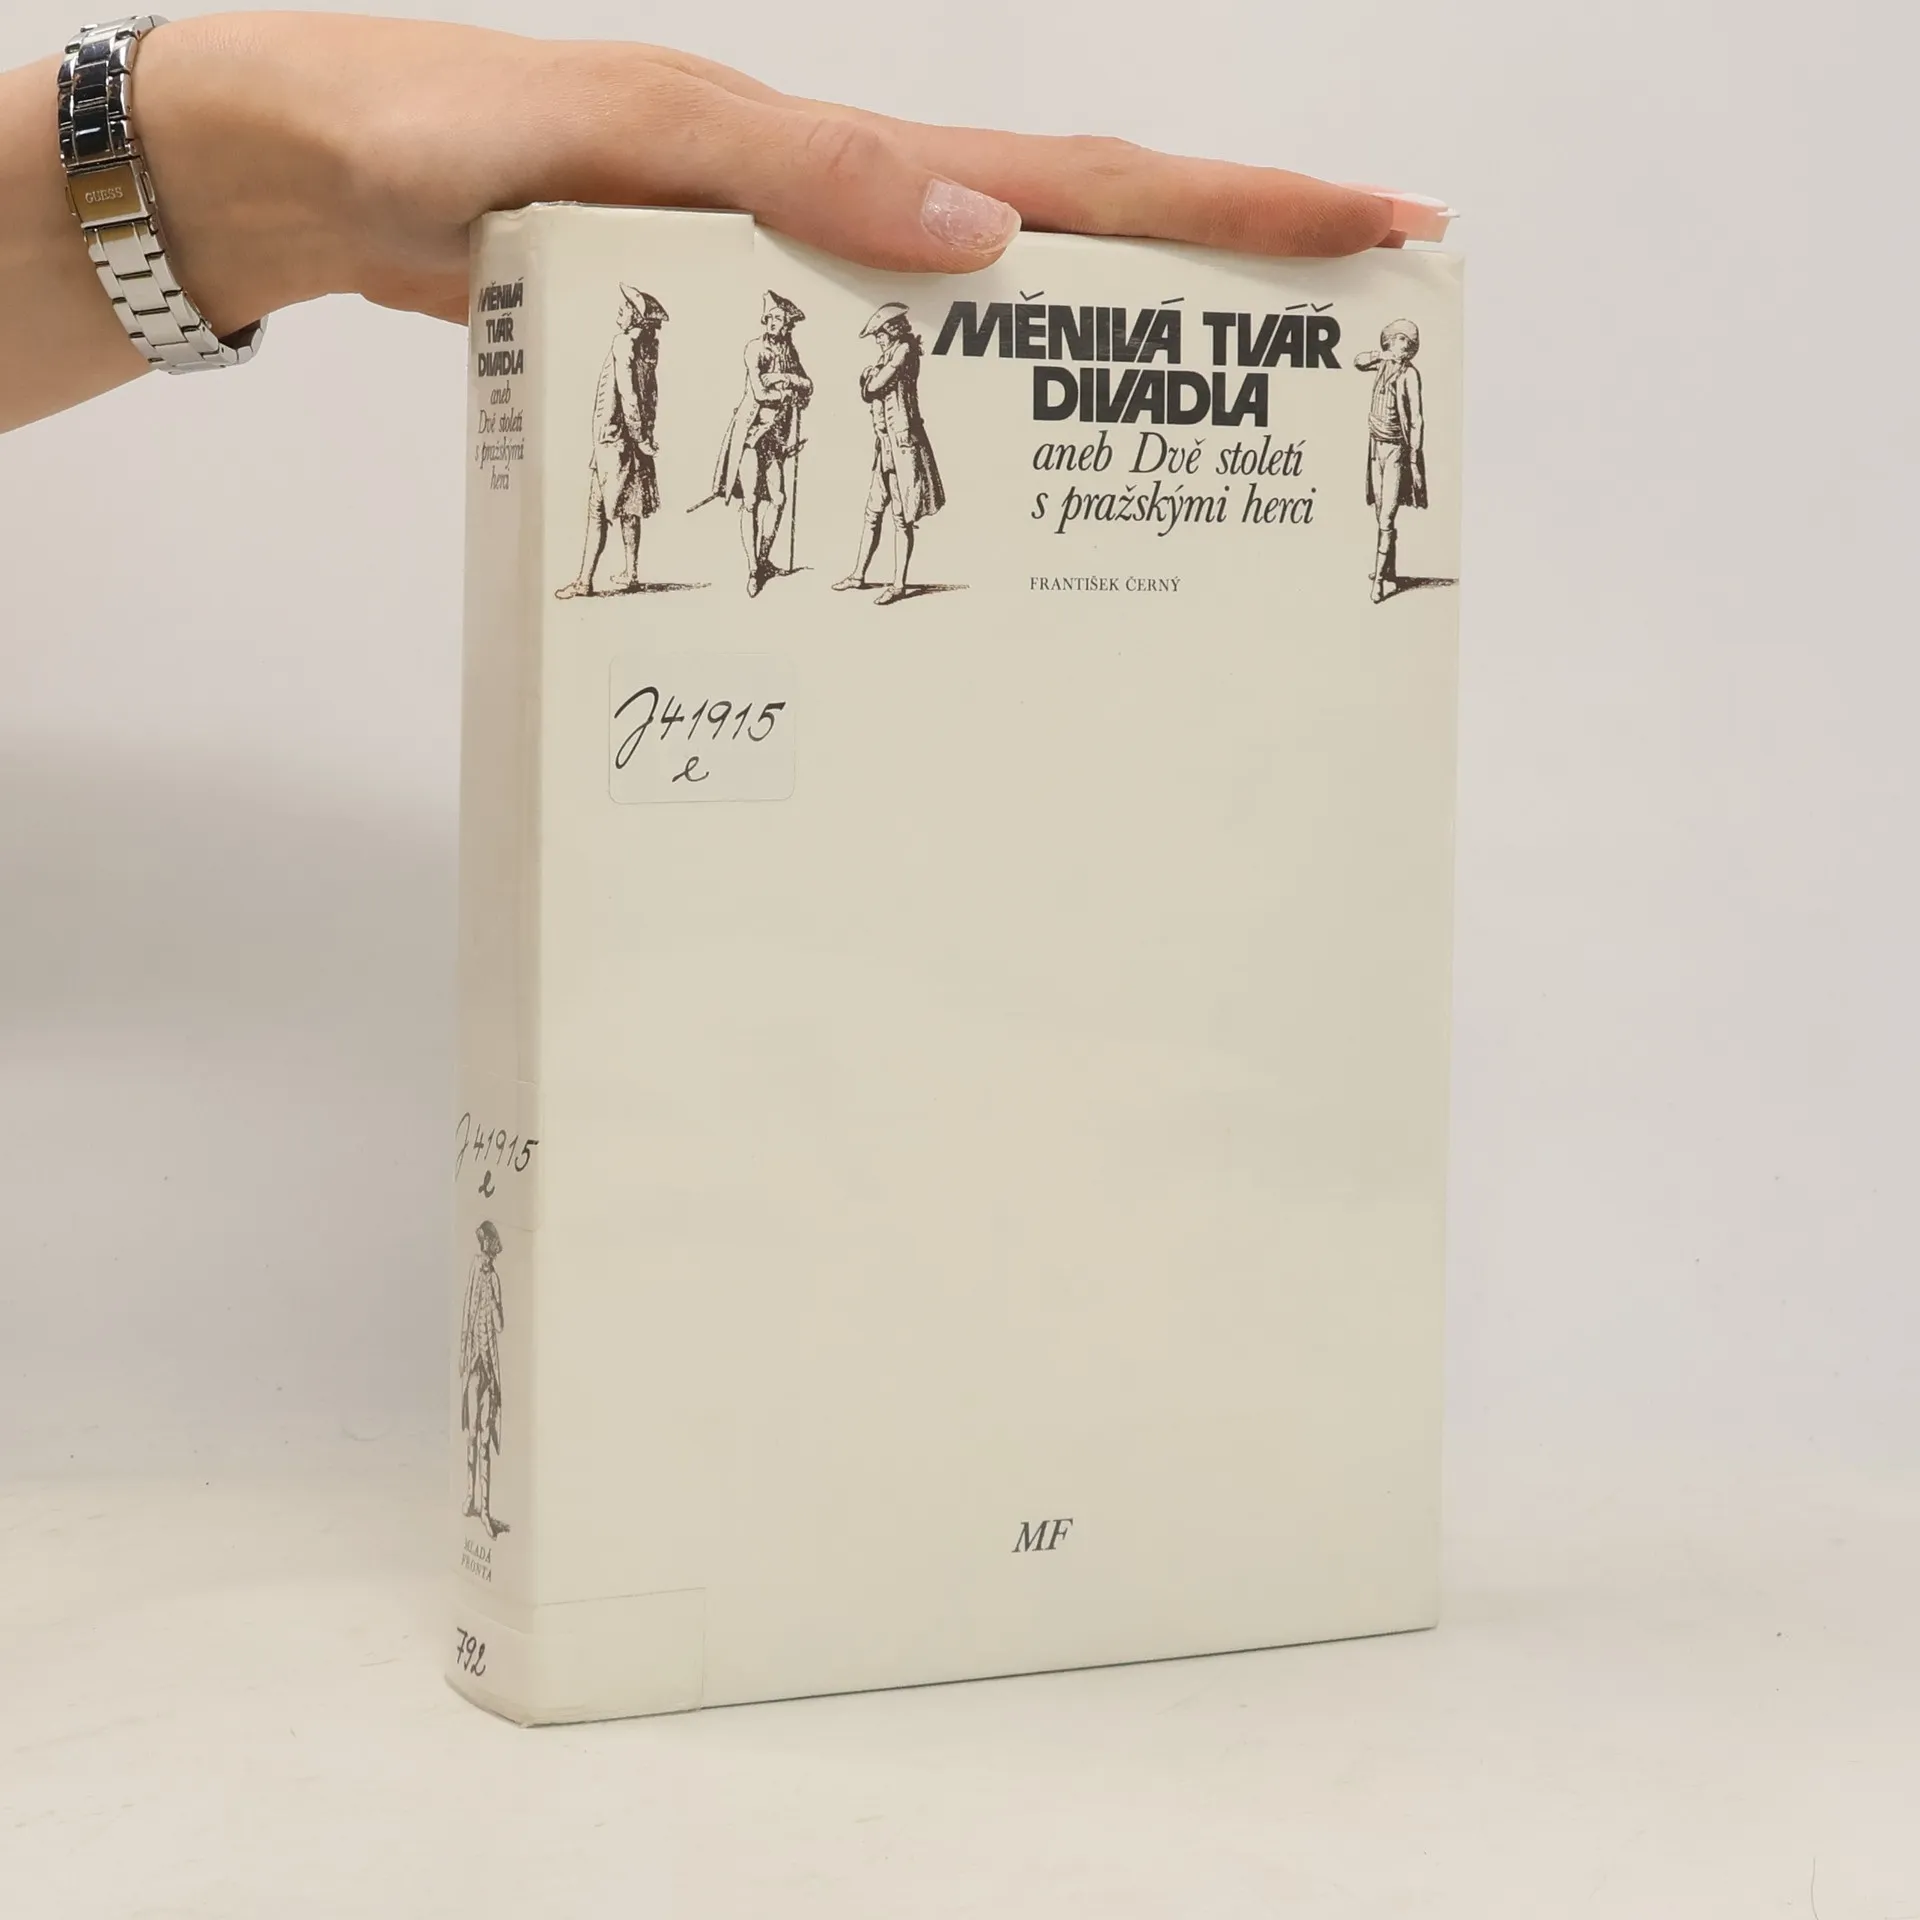 GUESS
MĚNIVÁ
TVÁŘ
DIVADLA
aneb
Dvě století
s pražskými
herci
J41915
e
MLADÁ
FRONTA
792
MĚNIVÁ TVÁŘ
DIVADLA
aneb Dvě století
s pražskými herci
FRANTIŠEK ČERNÝ
J41915
e
MF